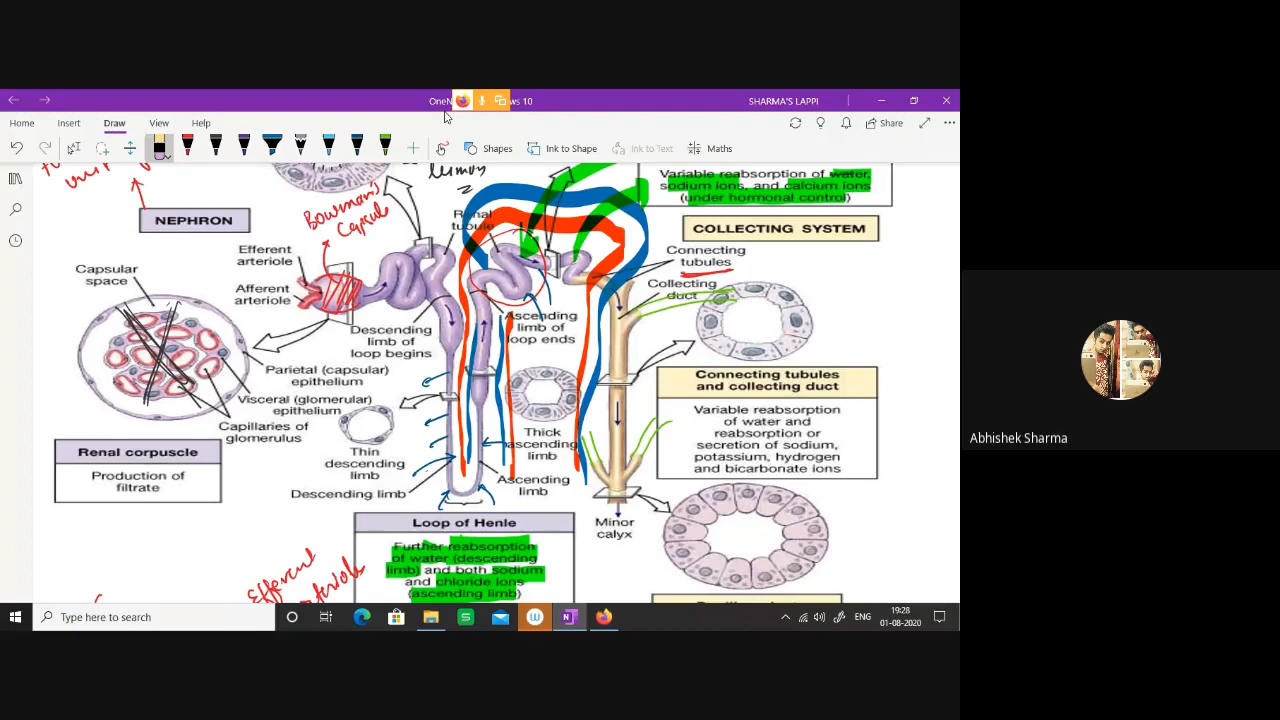 OneN
ws 10
SHARMA'S LAPPI
Home
Insert
Draw
View
Help
Share
Shapes
Ink to Shape
Ink to Text
Maths
lumen
Variable reabsorption of water,
sodium ions, and calcium ions
(under hormonal control)
NEPHRON
Bowman's
Capsule
Renal
tubule
COLLECTING SYSTEM
Efferent
arteriole
Connecting
tubules
Capsular
space
Afferent
arteriole
Collecting
duct
Descending
limb of
loop begins
Ascending
limb of
loop ends
Parietal (capsular)
epithelium
Connecting tubules
and collecting duct
Visceral (glomerular)
epithelium
Variable reabsorption
of water and
reabsorption or
secretion of sodium,
potassium, hydrogen
and bicarbonate ions
Capillaries of
glomerulus
Thick
ascending
limb
Renal corpuscle
Production of
filtrate
Thin
descending
limb
Descending limb
Ascending
limb
Minor
calyx
Loop of Henle
Further reabsorption
of water (descending
limb) and both sodium
and chloride ions
(ascending limb)
Efferent
Abhishek Sharma
Type here to search
ENG
19:28
01-08-2020